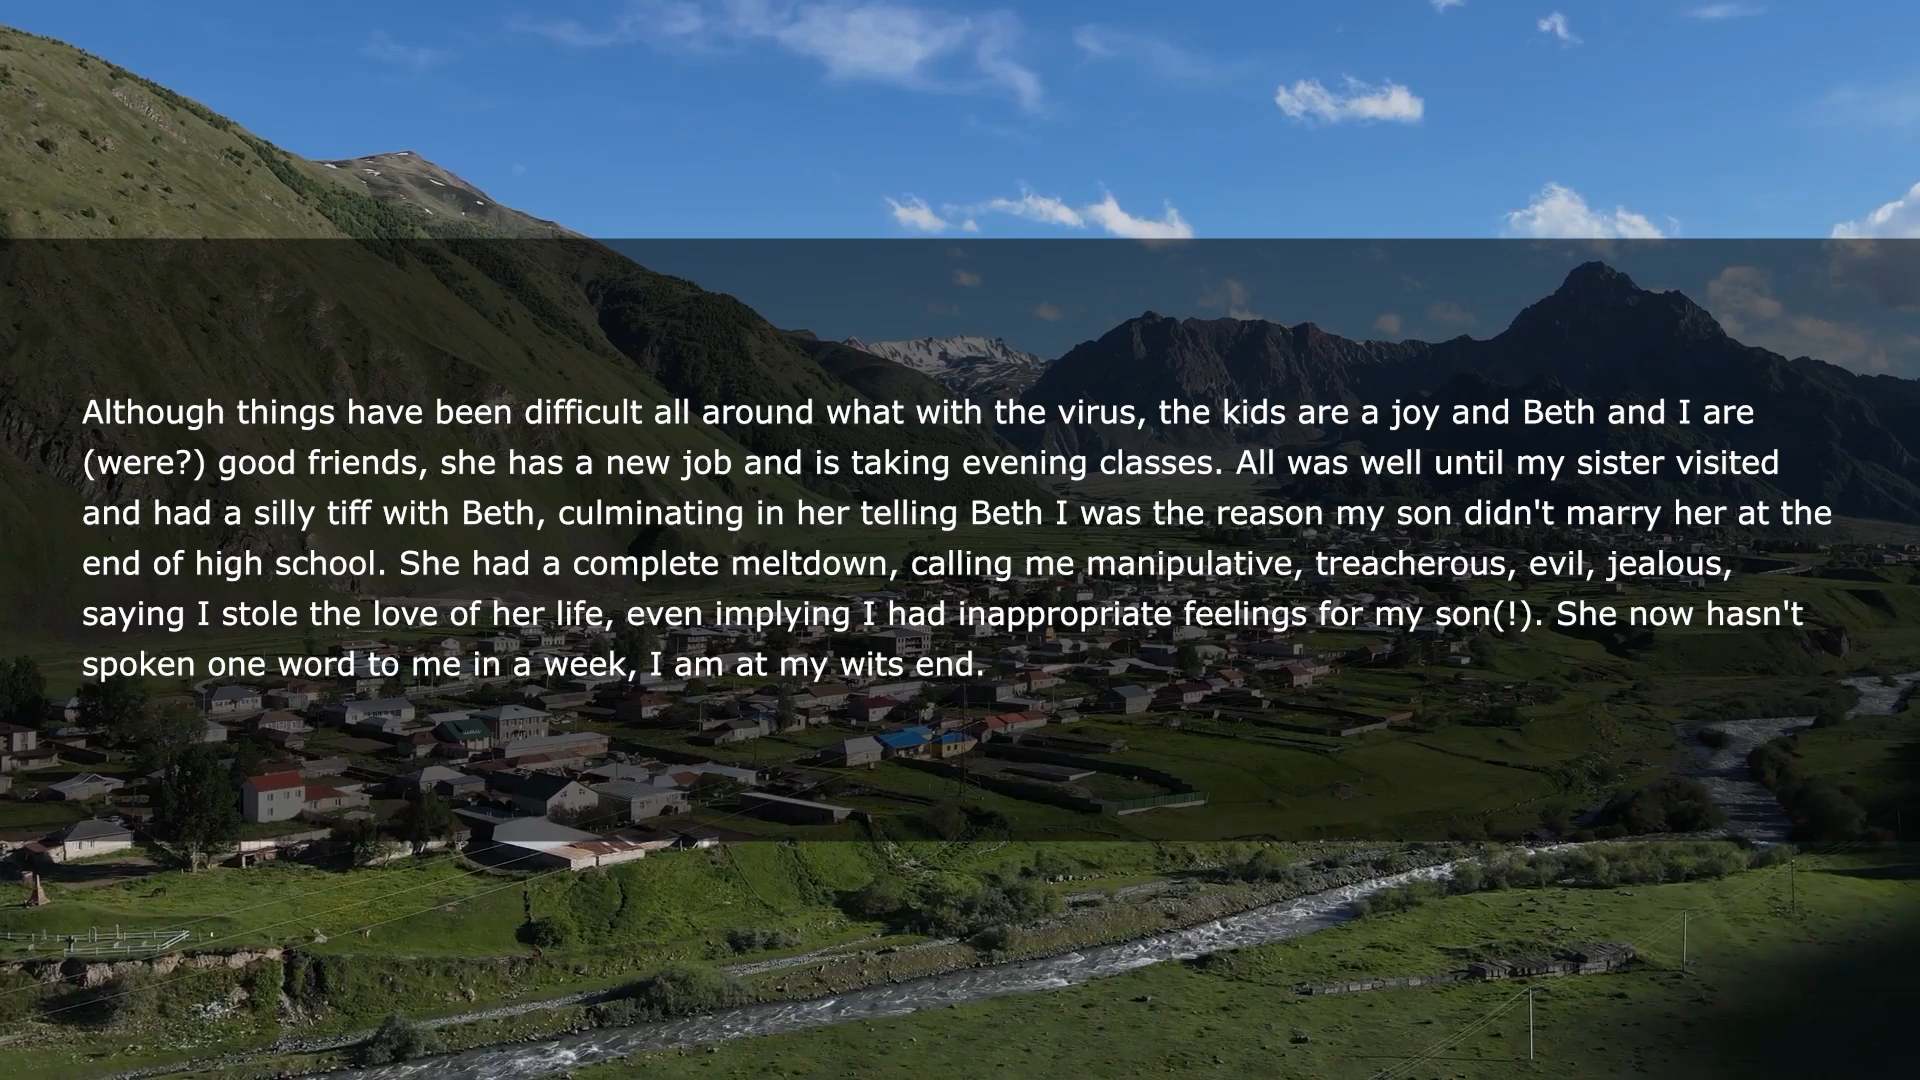 Although things have been difficult all around what with the virus, the kids are a joy and Beth and I are
(were?) good friends, she has a new job and is taking evening classes. All was well until my sister visited
and had a silly tiff with Beth, culminating in her telling Beth I was the reason my son didn't marry her at the
end of high school. She had a complete meltdown, calling me manipulative, treacherous, evil, jealous,
saying I stole the love of her life, even implying I had inappropriate feelings for my son(!). She now hasn't
spoken one word to me in a week, I am at my wits end.